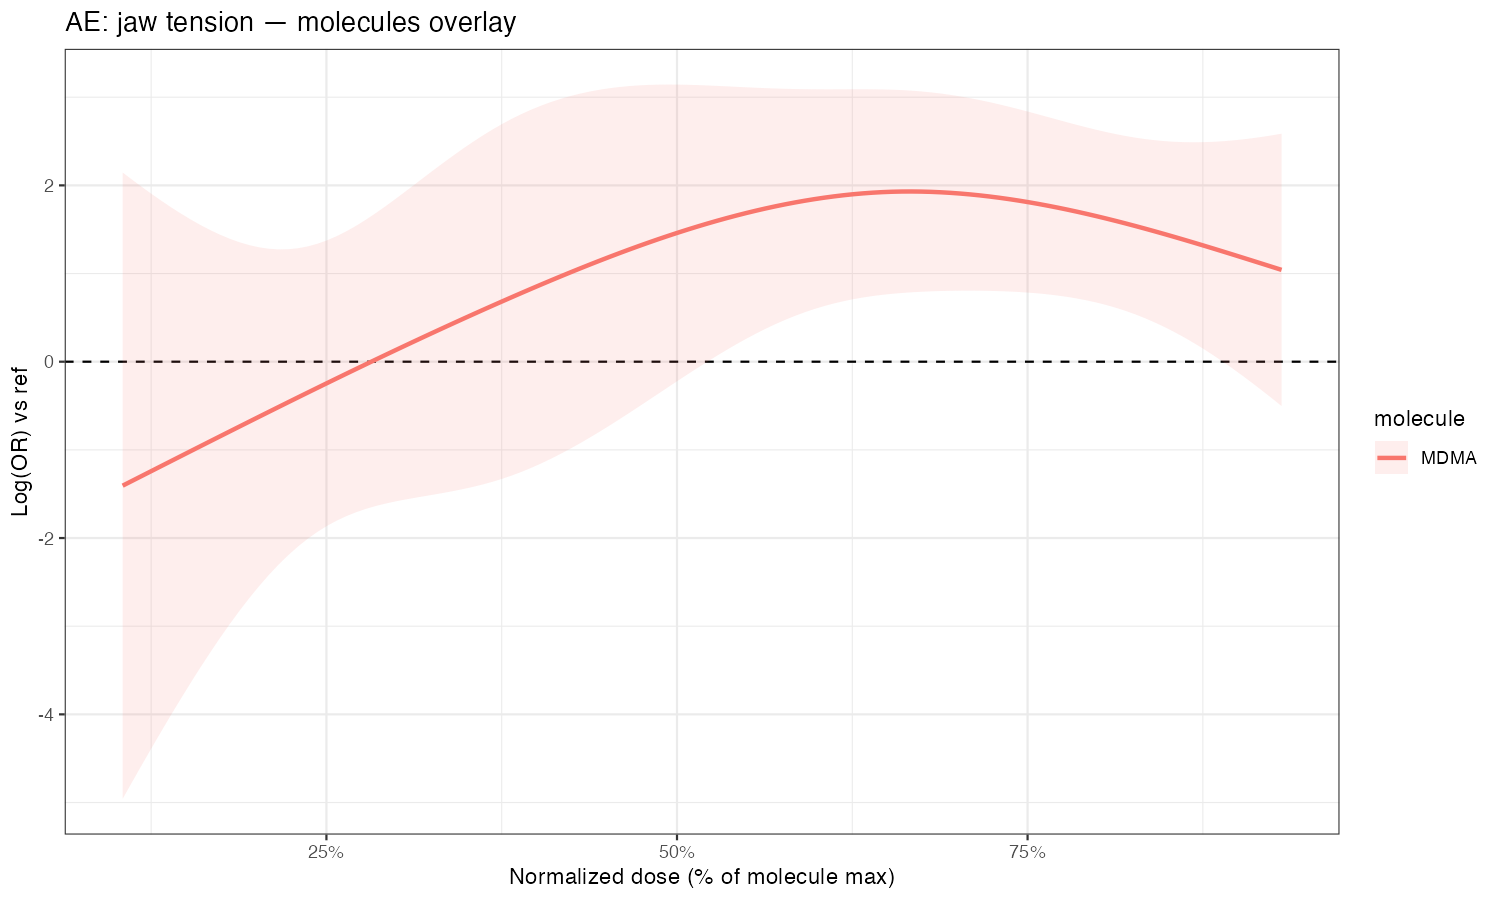 AE: jaw tension — molecules overlay
2
0
-2
-4
Log(OR) vs ref
25%
50%
75%
Normalized dose (% of molecule max)
molecule
MDMA